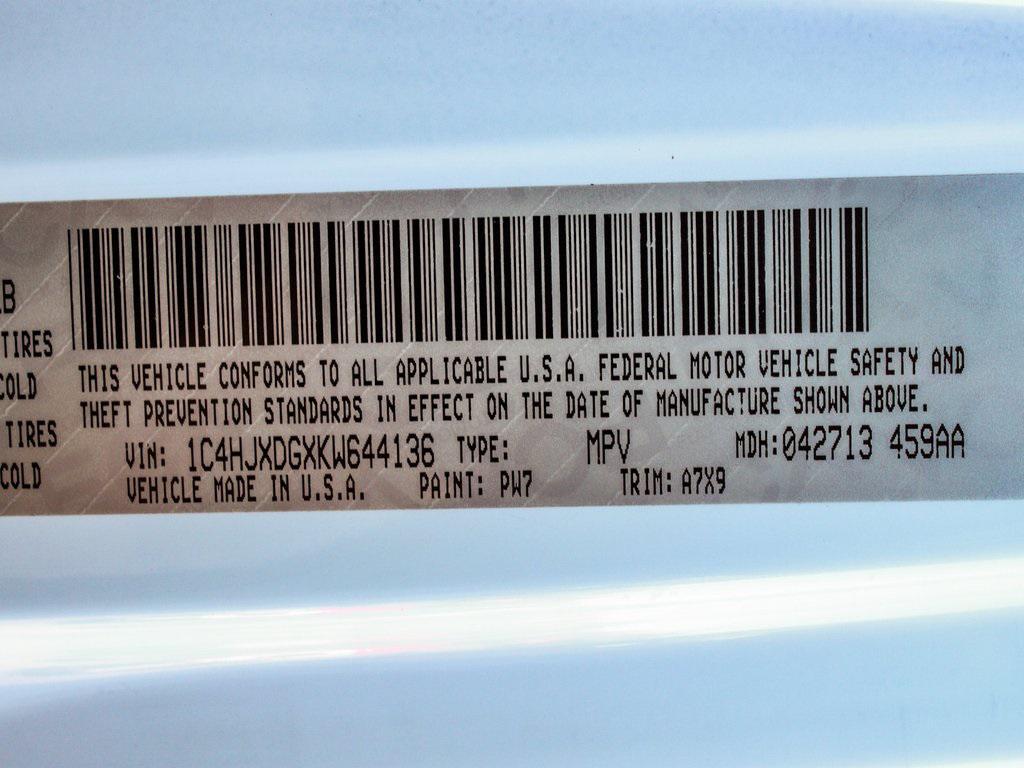 B
TIRES
COLD
TIRES
COLD
THIS VEHICLE CONFORMS TO ALL APPLICABLE U.S.A. FEDERAL MOTOR VEHICLE SAFETY AND
THEFT PREVENTION STANDARDS IN EFFECT ON THE DATE OF MANUFACTURE SHOWN ABOVE.
VIN: 1C4HJXDGXKW644136 TYPE: MPV MDH:042713 459AA
VEHICLE MADE IN U.S.A. PAINT: PW7 TRIM: A7X9